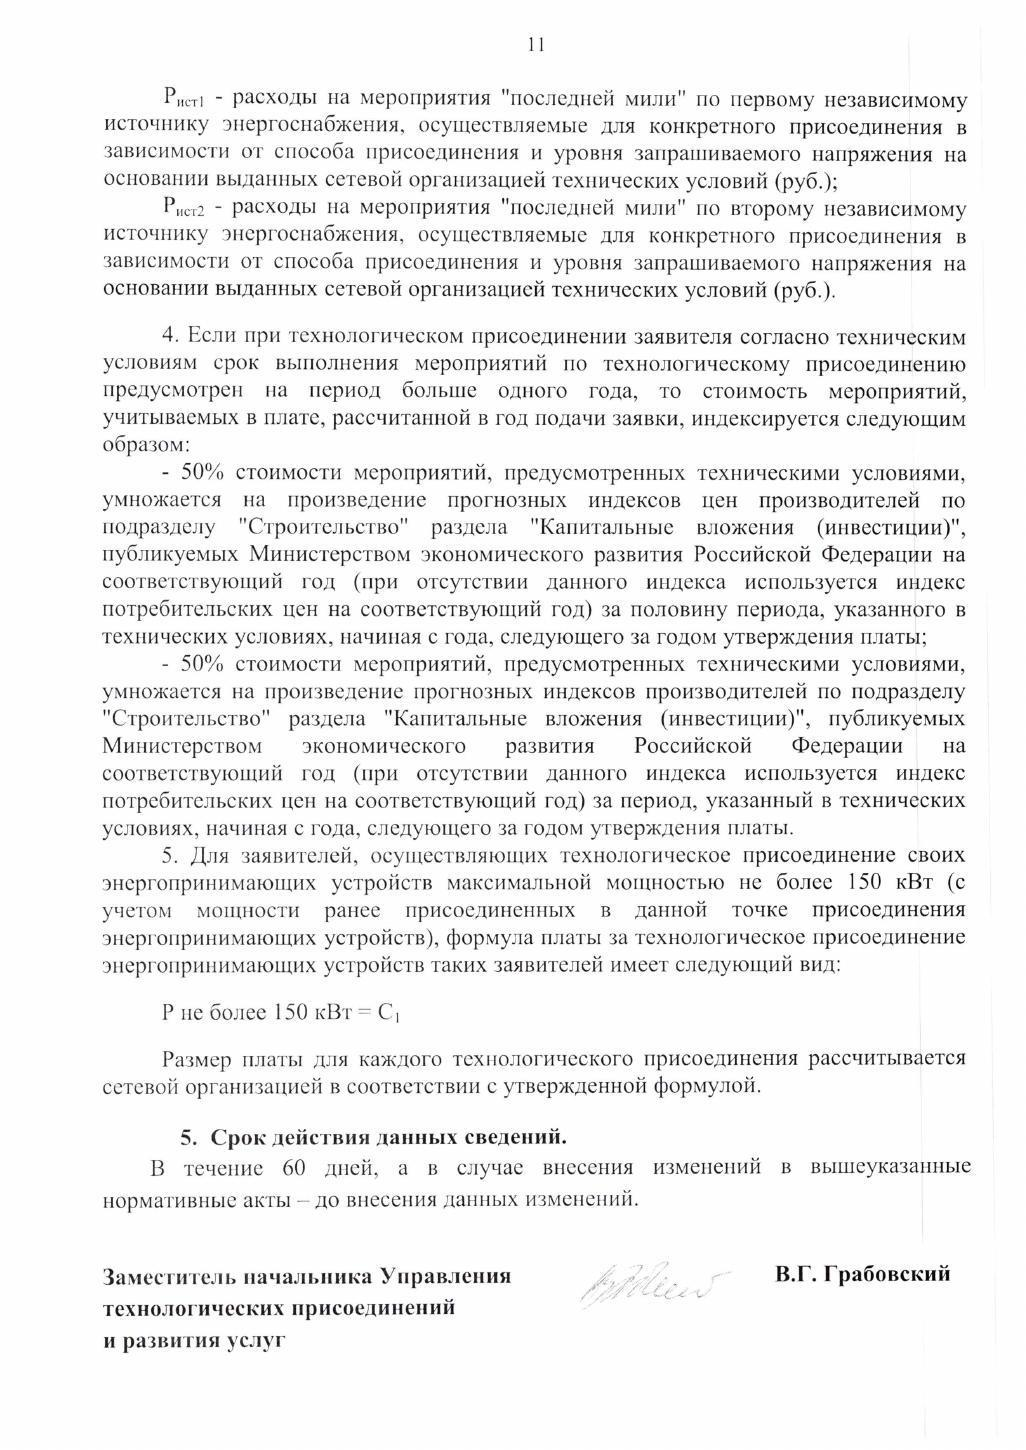 11
Рист1 - расходы на мероприятия "последней мили" по первому независимому
источнику энергоснабжения, осуществляемые для конкретного присоединения в
зависимости от способа присоединения и уровня запрашиваемого напряжения на
основании выданных сетевой организацией технических условий (руб.);
Рист2 - расходы на мероприятия "последней мили" по второму независимому
источнику энергоснабжения, осуществляемые для конкретного присоединения в
зависимости от способа присоединения и уровня запрашиваемого напряжения на
основании выданных сетевой организацией технических условий (руб.).
4. Если при технологическом присоединении заявителя согласно техническим
условиям срок выполнения мероприятий по технологическому присоединению
предусмотрен на период больше одного года, то стоимость мероприятий,
учитываемых в плате, рассчитанной в год подачи заявки, индексируется следующим
образом:
- 50% стоимости мероприятий, предусмотренных техническими условиями,
умножается на произведение прогнозных индексов цен производителей по
подразделу "Строительство" раздела "Капитальные вложения (инвестиции)",
публикуемых Министерством экономического развития Российской Федерации на
соответствующий год (при отсутствии данного индекса используется индекс
потребительских цен на соответствующий год) за половину периода, указанного в
технических условиях, начиная с года, следующего за годом утверждения платы;
- 50% стоимости мероприятий, предусмотренных техническими условиями,
умножается на произведение прогнозных индексов производителей по подразделу
"Строительство" раздела "Капитальные вложения (инвестиции)", публикуемых
Министерством экономического развития Российской Федерации на
соответствующий год (при отсутствии данного индекса используется индекс
потребительских цен на соответствующий год) за период, указанный в технических
условиях, начиная с года, следующего за годом утверждения платы.
5. Для заявителей, осуществляющих технологическое присоединение своих
энергопринимающих устройств максимальной мощностью не более 150 кВт (с
учетом мощности ранее присоединенных в данной точке присоединения
энергопринимающих устройств), формула платы за технологическое присоединение
энергопринимающих устройств таких заявителей имеет следующий вид:
Р не более 150 кВт = С1
Размер платы для каждого технологического присоединения рассчитывается
сетевой организацией в соответствии с утвержденной формулой.
5. Срок действия данных сведений.
В течение 60 дней, а в случае внесения изменений в вышеуказанные
нормативные акты – до внесения данных изменений.
Заместитель начальника Управления В.Г. Грабовский
технологических присоединений
и развития услуг